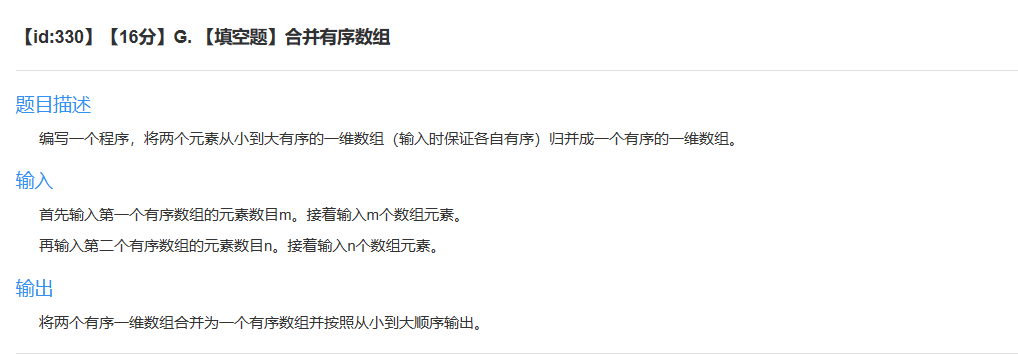 【id:330】【16分】G. 【填空题】合并有序数组
题目描述
编写一个程序，将两个元素从小到大有序的一维数组（输入时保证各自有序）归并成一个有序的一维数组。
输入
首先输入第一个有序数组的元素数目m。接着输入m个数组元素。
再输入第二个有序数组的元素数目n。接着输入n个数组元素。
输出
将两个有序一维数组合并为一个有序数组并按照从小到大顺序输出。